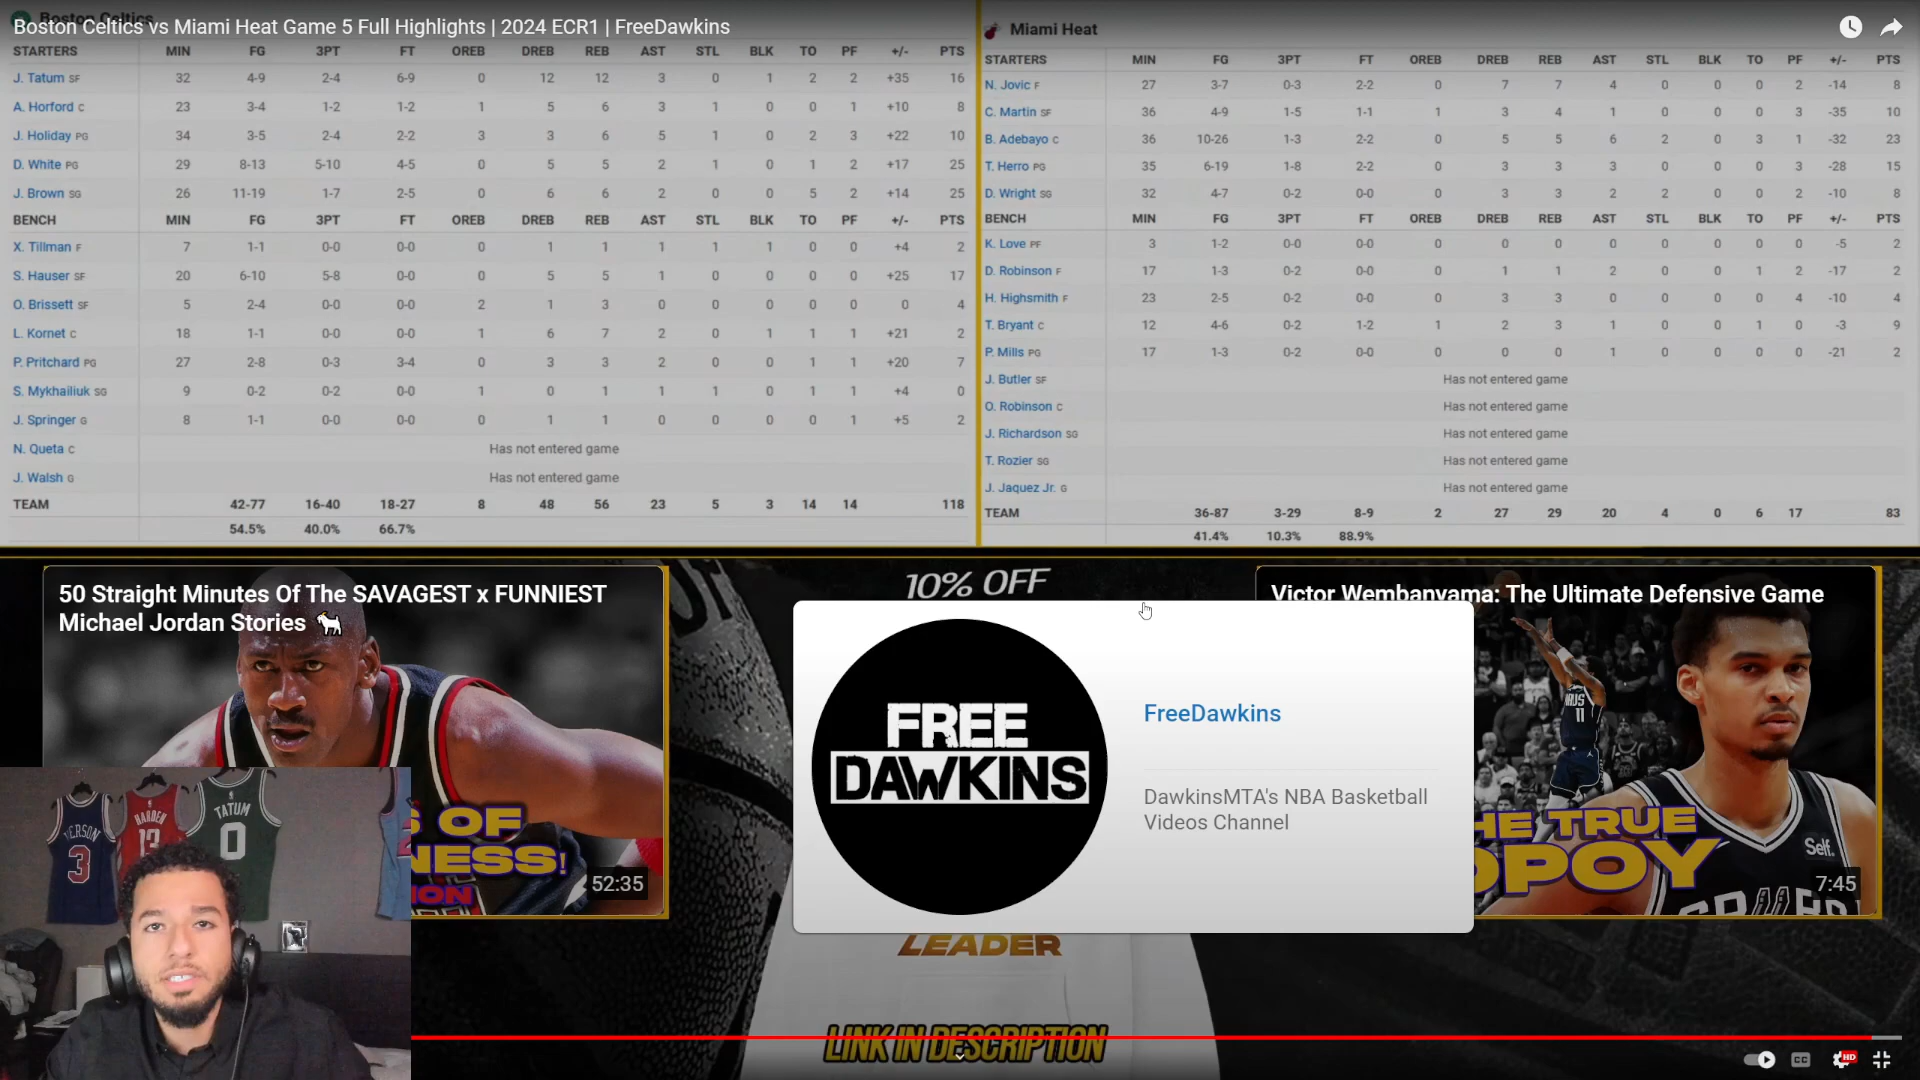 Boston Celtics vs Miami Heat Game 5 Full Highlights | 2024 ECR1 | FreeDawkins
Boston Celtics
STARTERS MIN FG 3PT FT OREB DREB REB AST STL BLK TO PF +/- PTS
J. Tatum SF 32 4-9 2-4 6-9 0 12 12 3 0 1 2 2 +35 16
A. Horford C 23 3-4 1-2 1-2 1 5 6 3 1 0 0 1 +10 8
J. Holiday PG 34 3-5 2-4 2-2 3 3 6 5 1 0 2 3 +22 10
D. White PG 29 8-13 5-10 4-5 0 5 5 2 1 0 1 2 +17 25
J. Brown SG 26 11-19 1-7 2-5 0 6 6 2 0 0 5 2 +14 25
BENCH MIN FG 3PT FT OREB DREB REB AST STL BLK TO PF +/- PTS
X. Tillman F 7 1-1 0-0 0-0 0 1 1 1 1 1 0 0 +4 2
S. Hauser SF 20 6-10 5-8 0-0 0 5 5 1 0 0 0 0 +25 17
O. Brissett SF 5 2-4 0-0 0-0 2 1 3 0 0 0 0 0 0 4
L. Kornet C 18 1-1 0-0 0-0 1 6 7 2 0 1 1 1 +21 2
P. Pritchard PG 27 2-8 0-3 3-4 0 3 3 2 0 0 1 1 +20 7
S. Mykhailiuk SG 9 0-2 0-2 0-0 1 0 1 1 1 0 1 1 +4 0
J. Springer G 8 1-1 0-0 0-0 0 1 1 0 0 0 0 1 +5 2
N. Queta C Has not entered game
J. Walsh G Has not entered game
TEAM 42-77 16-40 18-27 8 48 56 23 5 3 14 14 118
54.5% 40.0% 66.7%
Miami Heat
STARTERS MIN FG 3PT FT OREB DREB REB AST STL BLK TO PF +/- PTS
N. Jovic F 27 3-7 0-3 2-2 0 7 7 4 0 0 0 2 -14 8
C. Martin SF 36 4-9 1-5 1-1 1 3 4 1 0 0 0 3 -35 10
B. Adebayo C 36 10-26 1-3 2-2 0 5 5 6 2 0 3 1 -32 23
T. Herro PG 35 6-19 1-8 2-2 0 3 3 3 0 0 1 3 -28 15
D. Wright SG 32 4-7 0-2 0-0 0 3 3 2 2 0 0 2 -10 8
BENCH MIN FG 3PT FT OREB DREB REB AST STL BLK TO PF +/- PTS
K. Love PF 3 1-2 0-0 0-0 0 0 0 0 0 0 0 0 -5 2
D. Robinson F 17 1-3 0-2 0-0 0 1 1 2 0 0 1 2 -17 2
H. Highsmith F 23 2-5 0-2 0-0 0 3 3 0 0 0 0 4 -10 4
T. Bryant C 12 4-6 0-2 1-2 1 2 3 1 0 0 1 0 -3 9
P. Mills PG 17 1-3 0-2 0-0 0 0 0 1 0 0 0 0 -21 2
J. Butler SF Has not entered game
O. Robinson C Has not entered game
J. Richardson SG Has not entered game
T. Rozier SG Has not entered game
J. Jaquez Jr. G Has not entered game
TEAM 36-87 3-29 8-9 2 27 29 20 4 0 6 17 83
41.4% 10.3% 88.9%
50 Straight Minutes Of The SAVAGEST x FUNNIEST
Michael Jordan Stories 🐐
S OF
NESS!
ION
52:35
10% OFF
FREE
DAWKINS
FreeDawkins
DawkinsMTA's NBA Basketball
Videos Channel
LEADER
LINK IN DESCRIPTION
Victor Wembanyama: The Ultimate Defensive Game
11
HE TRUE
DPOY
Self.
7:45
IVERSON
3
HARDEN
13
TATUM
0
CC
HD